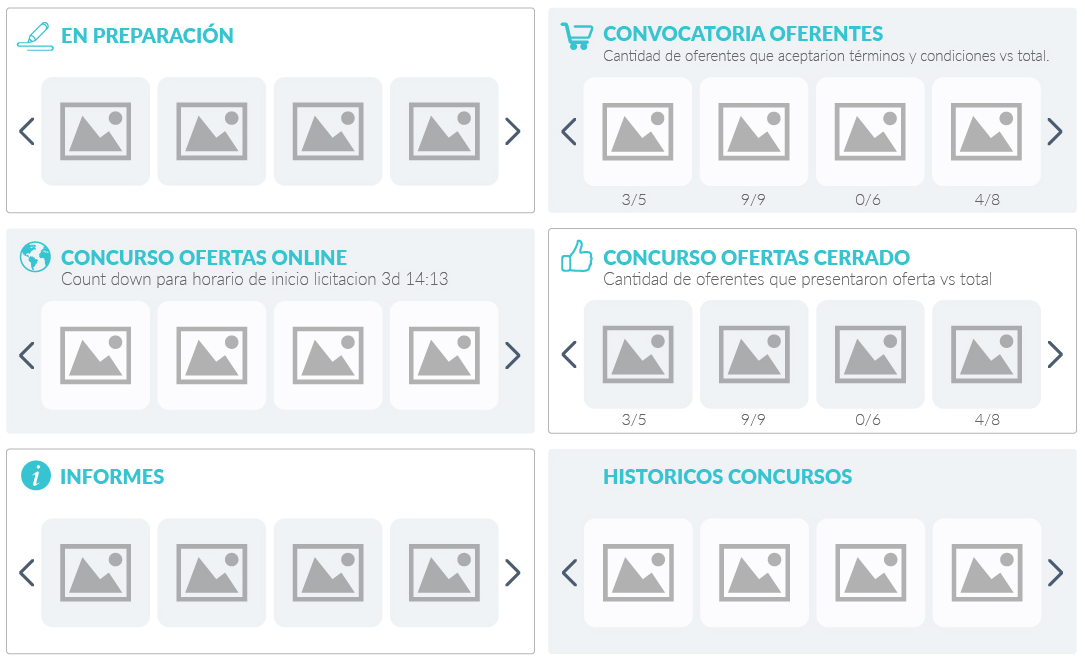 EN PREPARACIÓN
CONVOCATORIA OFERENTES
Cantidad de oferentes que aceptarion términos y condiciones vs total.
3/5 9/9 0/6 4/8
CONCURSO OFERTAS ONLINE
Count down para horario de inicio licitacion 3d 14:13
CONCURSO OFERTAS CERRADO
Cantidad de oferentes que presentaron oferta vs total
3/5 9/9 0/6 4/8
i
INFORMES
HISTORICOS CONCURSOS